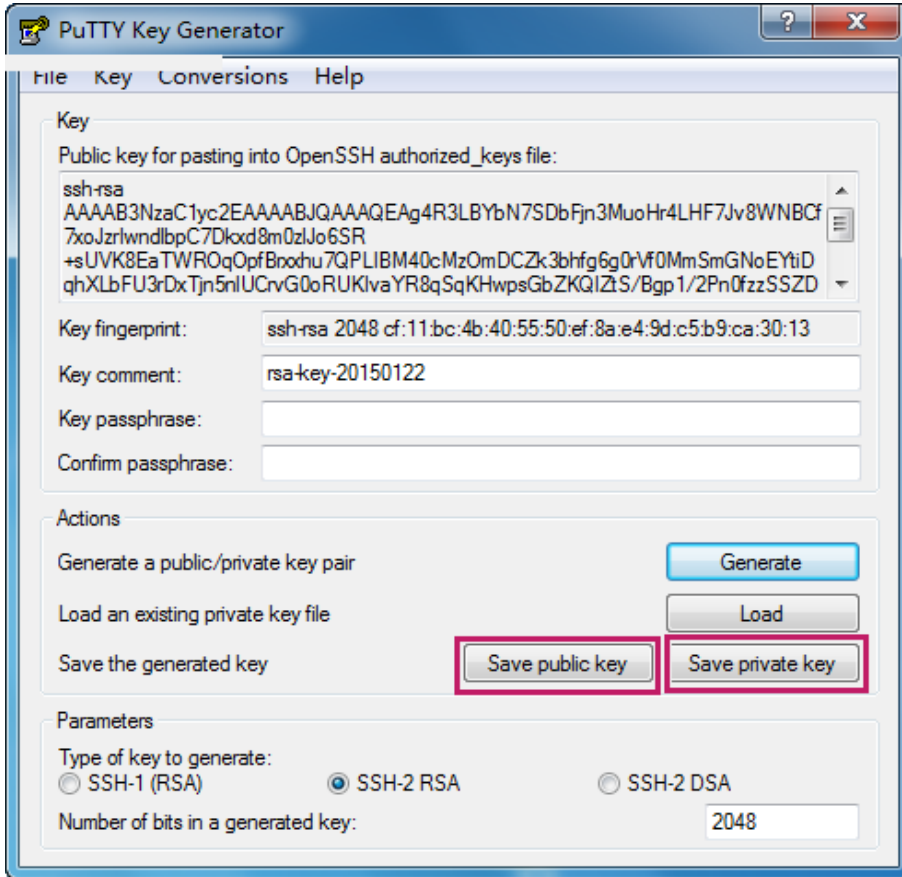 PuTTY Key Generator
?
X
File Key Conversions Help
Key
Public key for pasting into OpenSSH authorized_keys file:
ssh-rsa
AAAAB3NzaC1yc2EAAAABJQAAAQEAg4R3LBYbN7SDbFjn3MuoHr4LHF7Jv8WNBCf
7xoJzrlwndlbpC7Dkxd8m0zlJo6SR
+sUVK8EaTWROqOpfBrxxhu7QPLIBM40cMzOmDCZk3bhfg6g0rVf0MmSmGNoEYtiD
qhXLbFU3rDxTjn5nIUCrvG0oRUKlvaYR8qSqKHwpsGbZKQIZtS/Bgp1/2Pn0fzzSSZD
Key fingerprint: ssh-rsa 2048 cf:11:bc:4b:40:55:50:ef:8a:e4:9d:c5:b9:ca:30:13
Key comment: rsa-key-20150122
Key passphrase:
Confirm passphrase:
Actions
Generate a public/private key pair Generate
Load an existing private key file Load
Save the generated key Save public key Save private key
Parameters
Type of key to generate:
SSH-1 (RSA) SSH-2 RSA SSH-2 DSA
Number of bits in a generated key: 2048